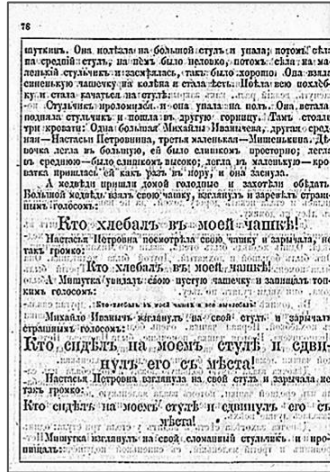 76
шуткинъ. Она полѣзла на большой стулъ и упала; потомъ сѣла
на средній стулъ, на нёмъ было неловко, потомъ сѣла на ма-
ленькій стульчикъ и засмѣялась, такъ было хорошо. Она взяла
синенькую чашечку на колѣна и стала ѣсть. Поѣла всю похлёб-
ку и стала качаться на стулѣ.
Стульчикъ проломился и она упала на полъ. Она встала
подняла стульчикъ и пошла въ другую горницу. Тамъ стояли
три кровати: Одна большая Михайлы Иваныча, другая сред-
няя—Настасьи Петровнина, третья маленькая—Мишенькина. Дѣ-
вочка легла въ большую, ей было слишкомъ просторно; легла
въ среднюю—было слишкомъ высоко; легла въ маленькую—кро-
ватка пришлась ей какъ разъ въ пору, и она заснула.
А медвѣди пришли домой голодные и захотѣли обѣдать.
Большой медвѣдь взялъ свою чашку, взглянулъ и заревѣлъ страш-
нымъ голосомъ:
Кто хлебалъ въ моей чашкѣ!
Настасья Петровна посмотрѣла свою чашку и зарычала, не
такъ громко:
Кто хлебалъ въ моей чашкѣ!
А Мишутка увидалъ свою пустую чашечку и запищалъ тон-
кимъ голосомъ:
Кто хлебалъ въ моей чашкѣ и всё выхлебалъ!
Михайло Иванычъ взглянулъ на свой стулъ и зарычалъ
страшнымъ голосомъ:
Кто сидѣлъ на моемъ стулѣ и сдви-
нулъ его съ мѣста!
Настасья Петровна взглянула на свой стулъ и зарычала не
такъ громко:
Кто сидѣлъ на моемъ стулѣ и сдвинулъ его съ
мѣста!
Мишутка взглянулъ на свой сломанный стульчикъ и про-
пищалъ: